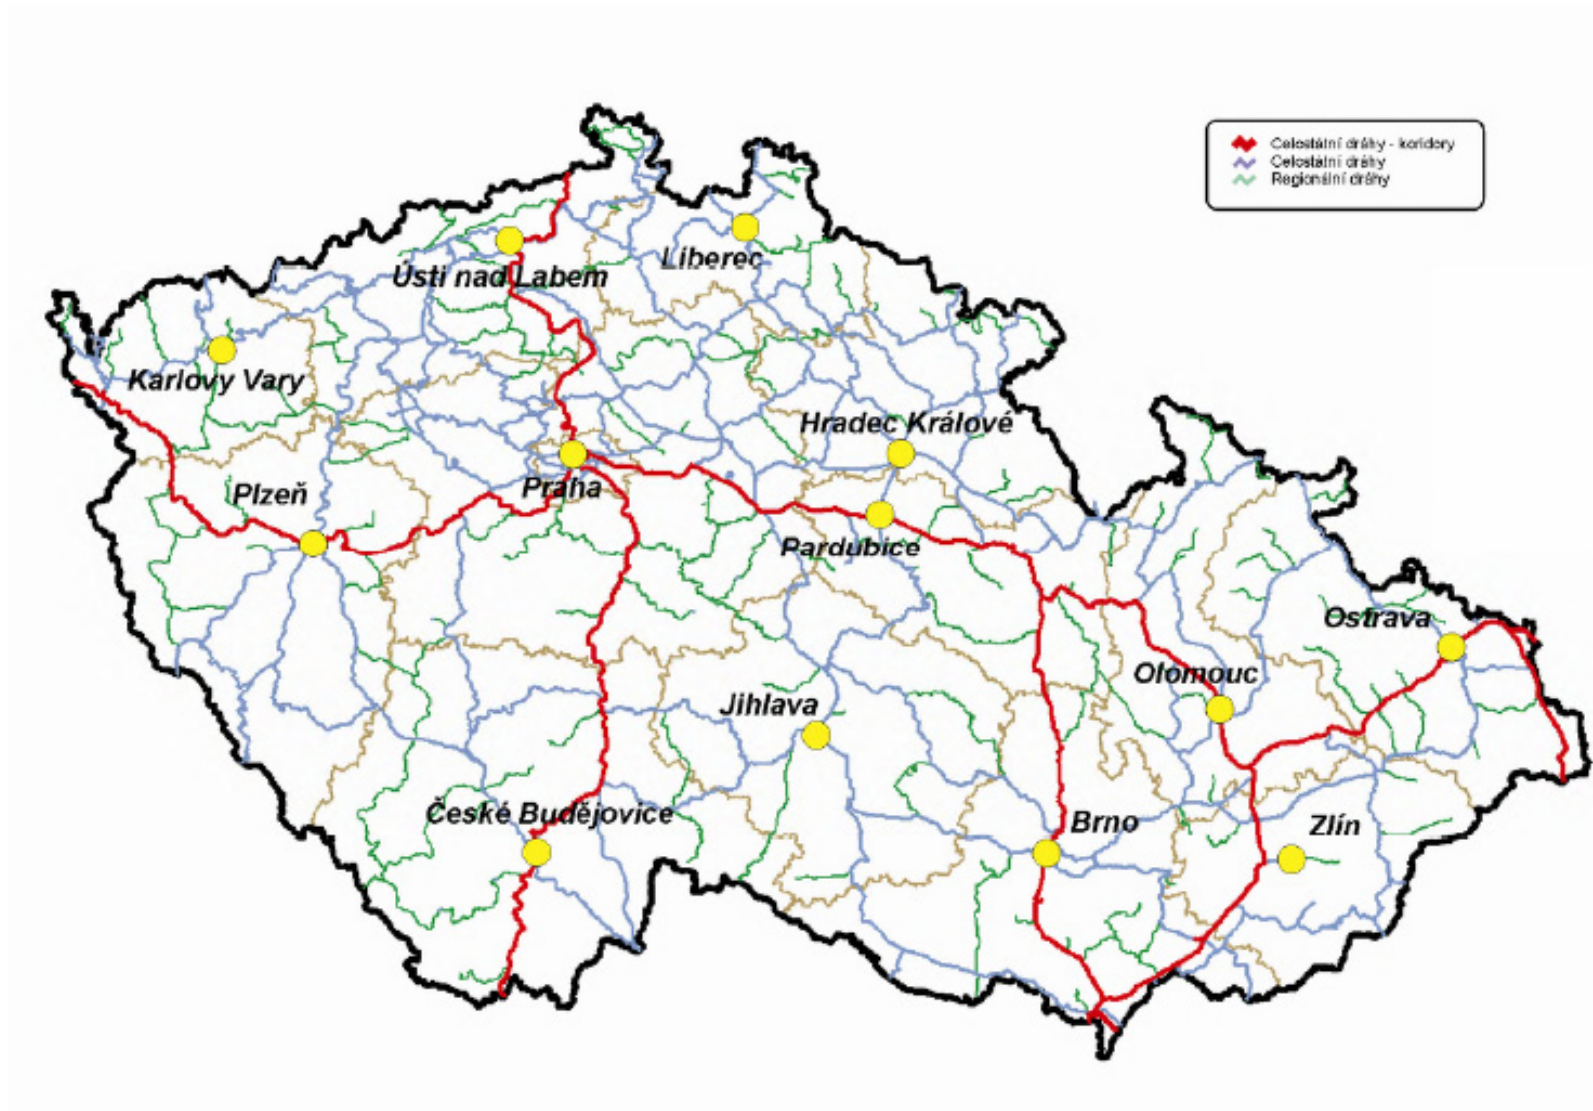 Celostátní dráhy - koridory
Celostátní dráhy
Regionální dráhy
Liberec
Ústi nad Labem
Karlovy Vary
Hradec Králové
Plzeň
Praha
Pardubice
Ostrava
Olomouc
Jihlava
České Budějovice
Brno
Zlín